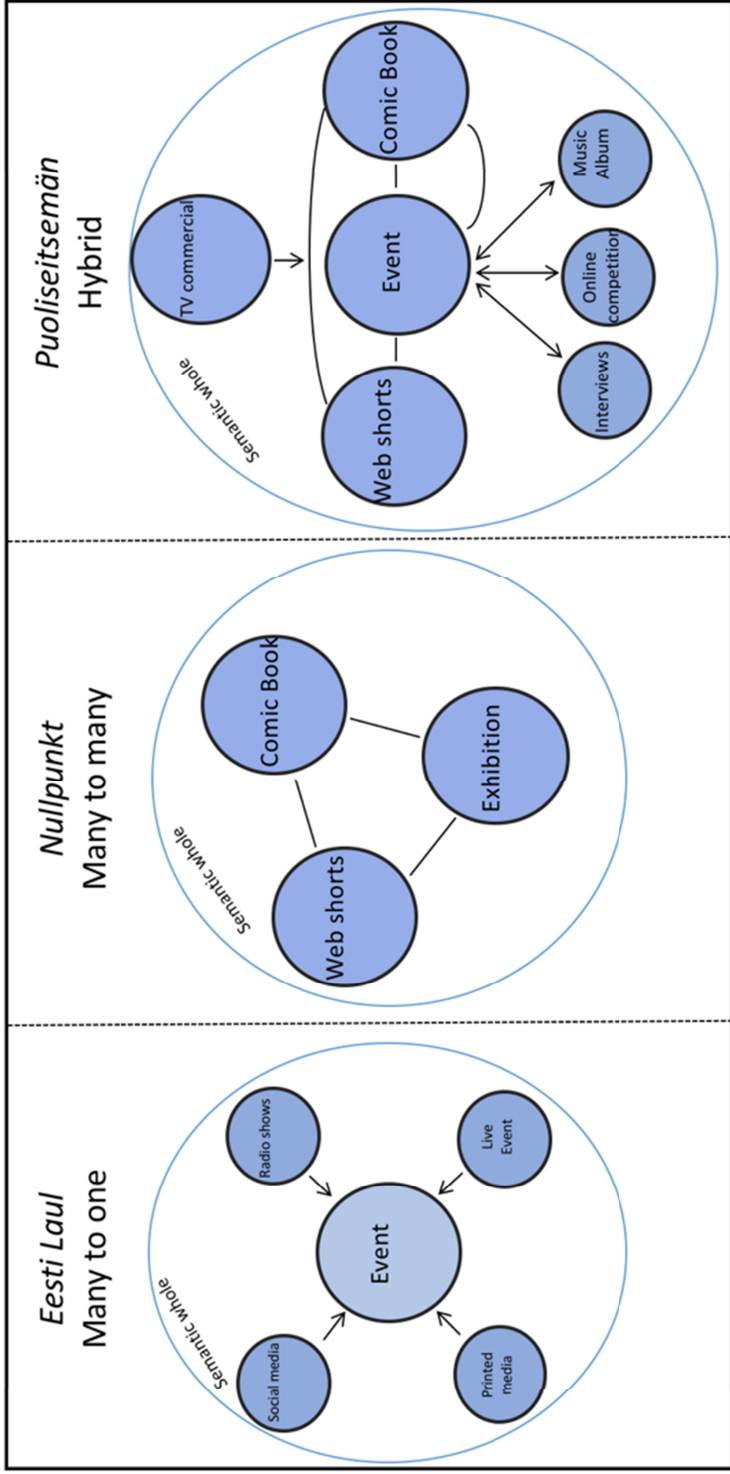 Eesti Laul
Many to one
Semantic whole
Social media
Radio shows
Event
Printed
media
Live
Event
Nullpunkt
Many to many
Semantic whole
Comic Book
Web shorts
Exhibition
Puoliseitsemän
Hybrid
Semantic whole
TV commercial
Web shorts
Event
Comic Book
Interviews
Online
competition
Music
Album